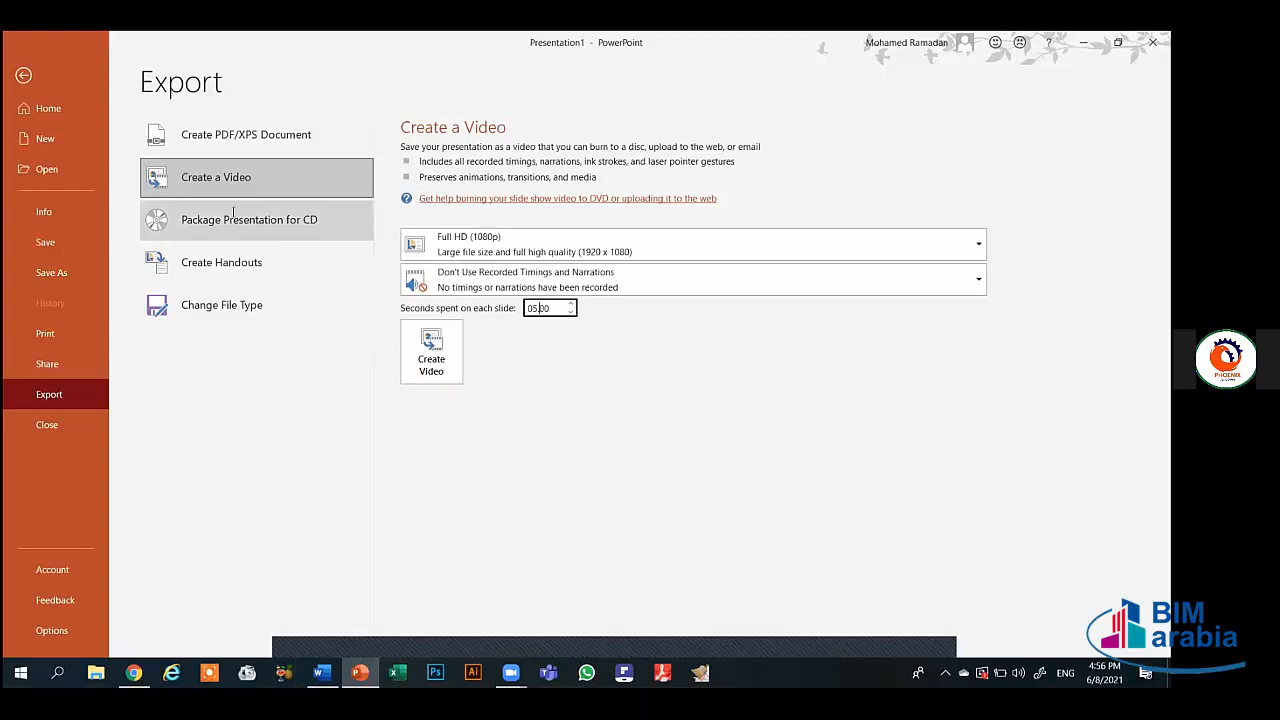 Presentation1 - PowerPoint
Mohamed Ramadan
?
Home
New
Open
Info
Save
Save As
History
Print
Share
Export
Close
Account
Feedback
Options
Export
Create PDF/XPS Document
Create a Video
Package Presentation for CD
Create Handouts
Change File Type
Create a Video
Save your presentation as a video that you can burn to a disc, upload to the web, or email
Includes all recorded timings, narrations, ink strokes, and laser pointer gestures
Preserves animations, transitions, and media
? Get help burning your slide show video to DVD or uploading it to the web
Full HD (1080p)
Large file size and full high quality (1920 x 1080)
Don't Use Recorded Timings and Narrations
No timings or narrations have been recorded
Seconds spent on each slide: 05.00
Create
Video
PHOENIX
BIM
arabia
Ps
Ai
ENG
4:56 PM
6/8/2021